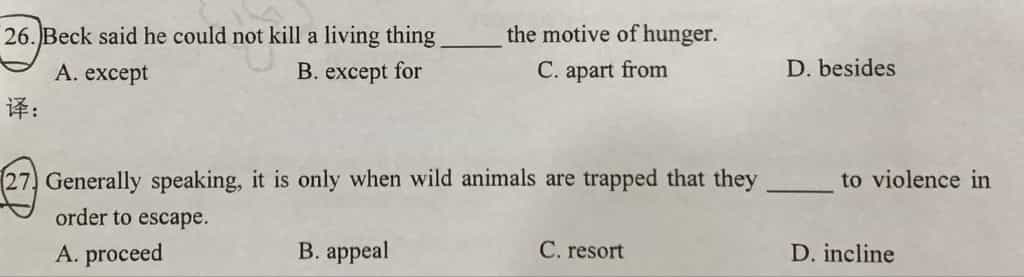 26. Beck said he could not kill a living thing _____ the motive of hunger.
A. except B. except for C. apart from D. besides
译：
27. Generally speaking, it is only when wild animals are trapped that they _____ to violence in
order to escape.
A. proceed B. appeal C. resort D. incline